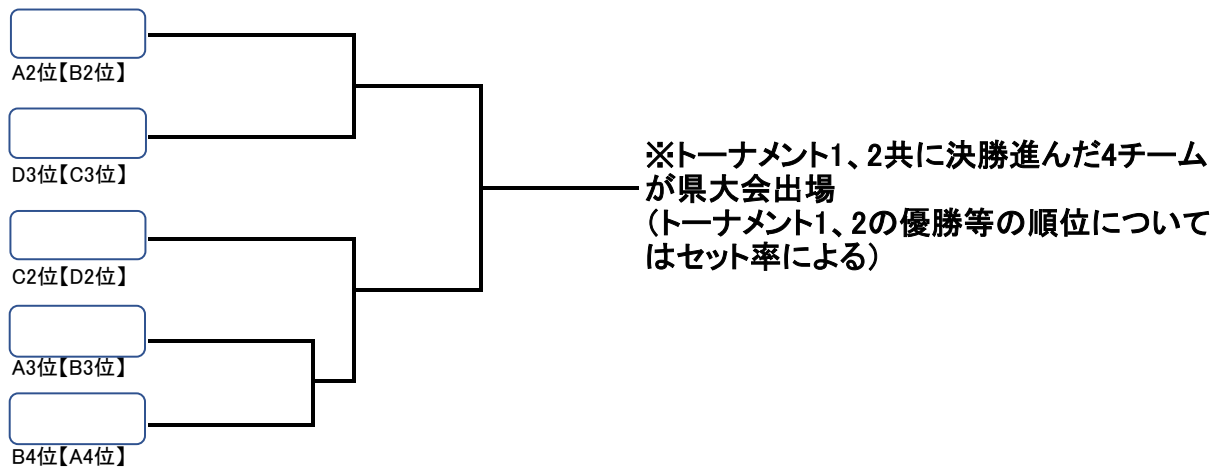 A2位【B2位】
D3位【C3位】
C2位【D2位】
A3位【B3位】
B4位【A4位】
※トーナメント1、2共に決勝進んだ4チーム
が県大会出場
（トーナメント1、2の優勝等の順位について
はセット率による）